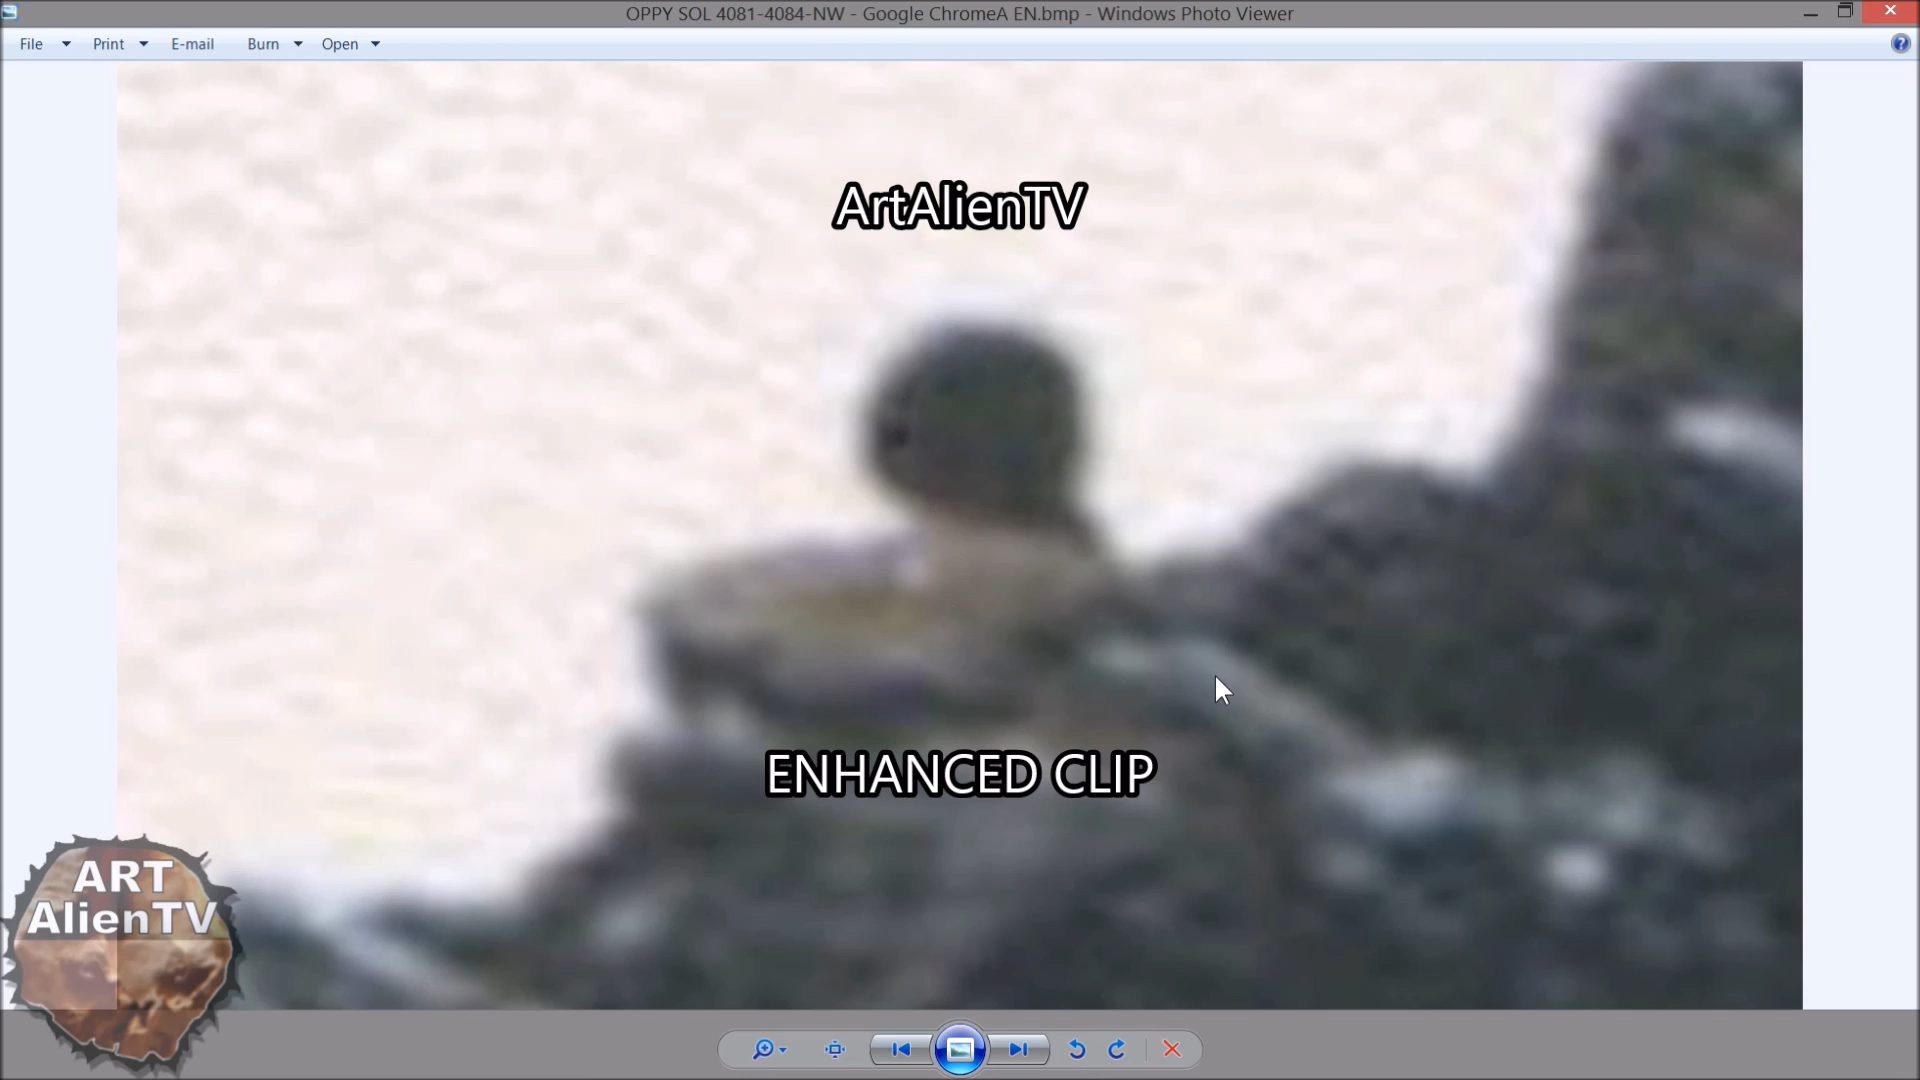 OPPY SOL 4081-4084-NW - Google ChromeA EN.bmp - Windows Photo Viewer
File Print E-mail Burn Open
ArtAlienTV
ENHANCED CLIP
ART
AlienTV